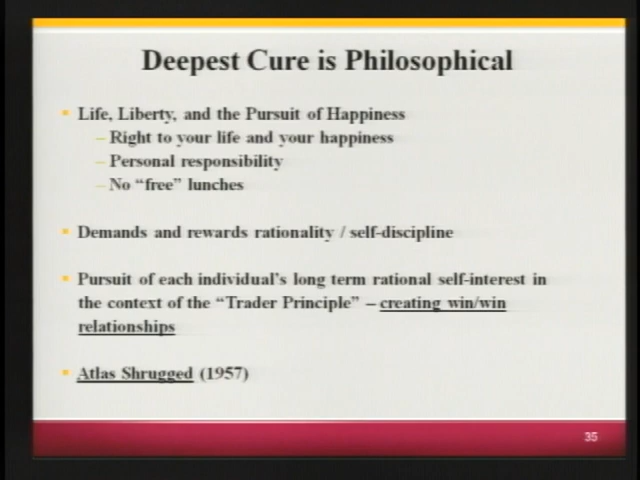 Deepest Cure is Philosophical
Life, Liberty, and the Pursuit of Happiness
– Right to your life and your happiness
– Personal responsibility
– No “free” lunches
Demands and rewards rationality / self-discipline
Pursuit of each individual’s long term rational self-interest in
the context of the “Trader Principle” – creating win/win
relationships
Atlas Shrugged (1957)
35